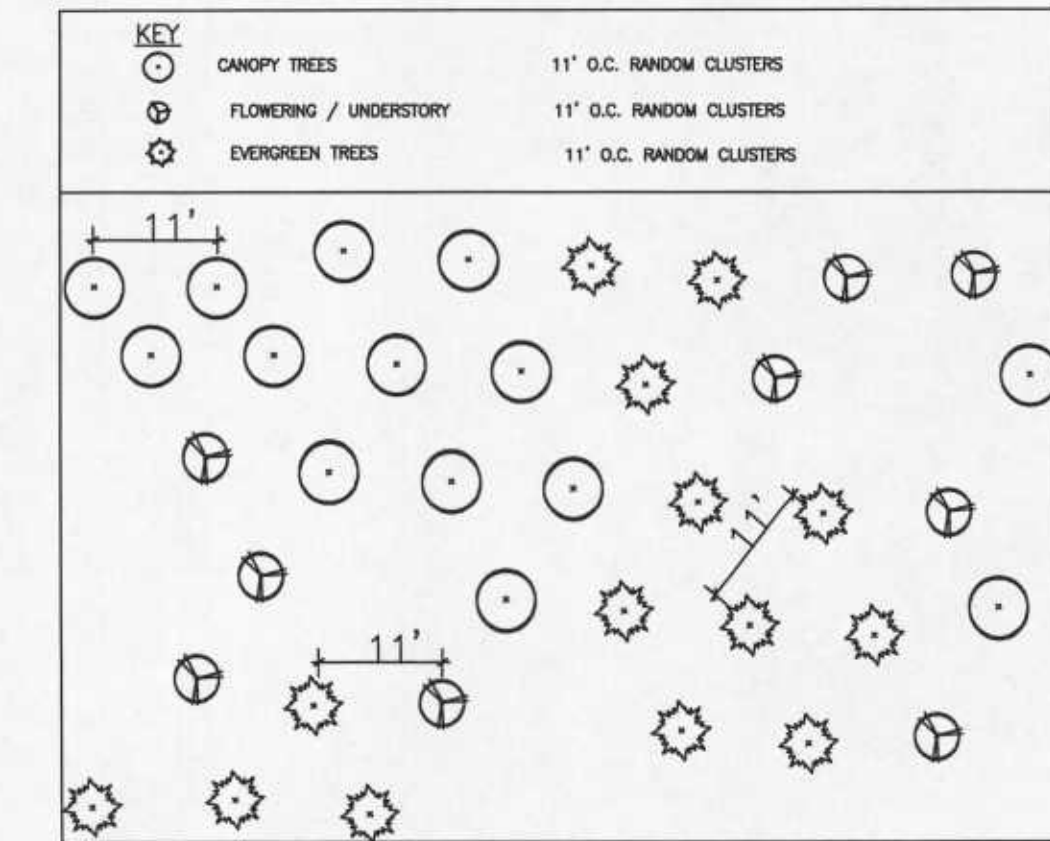 KEY
CANOPY TREES 11' O.C. RANDOM CLUSTERS
FLOWERING / UNDERSTORY 11' O.C. RANDOM CLUSTERS
EVERGREEN TREES 11' O.C. RANDOM CLUSTERS
11'
11'
11'